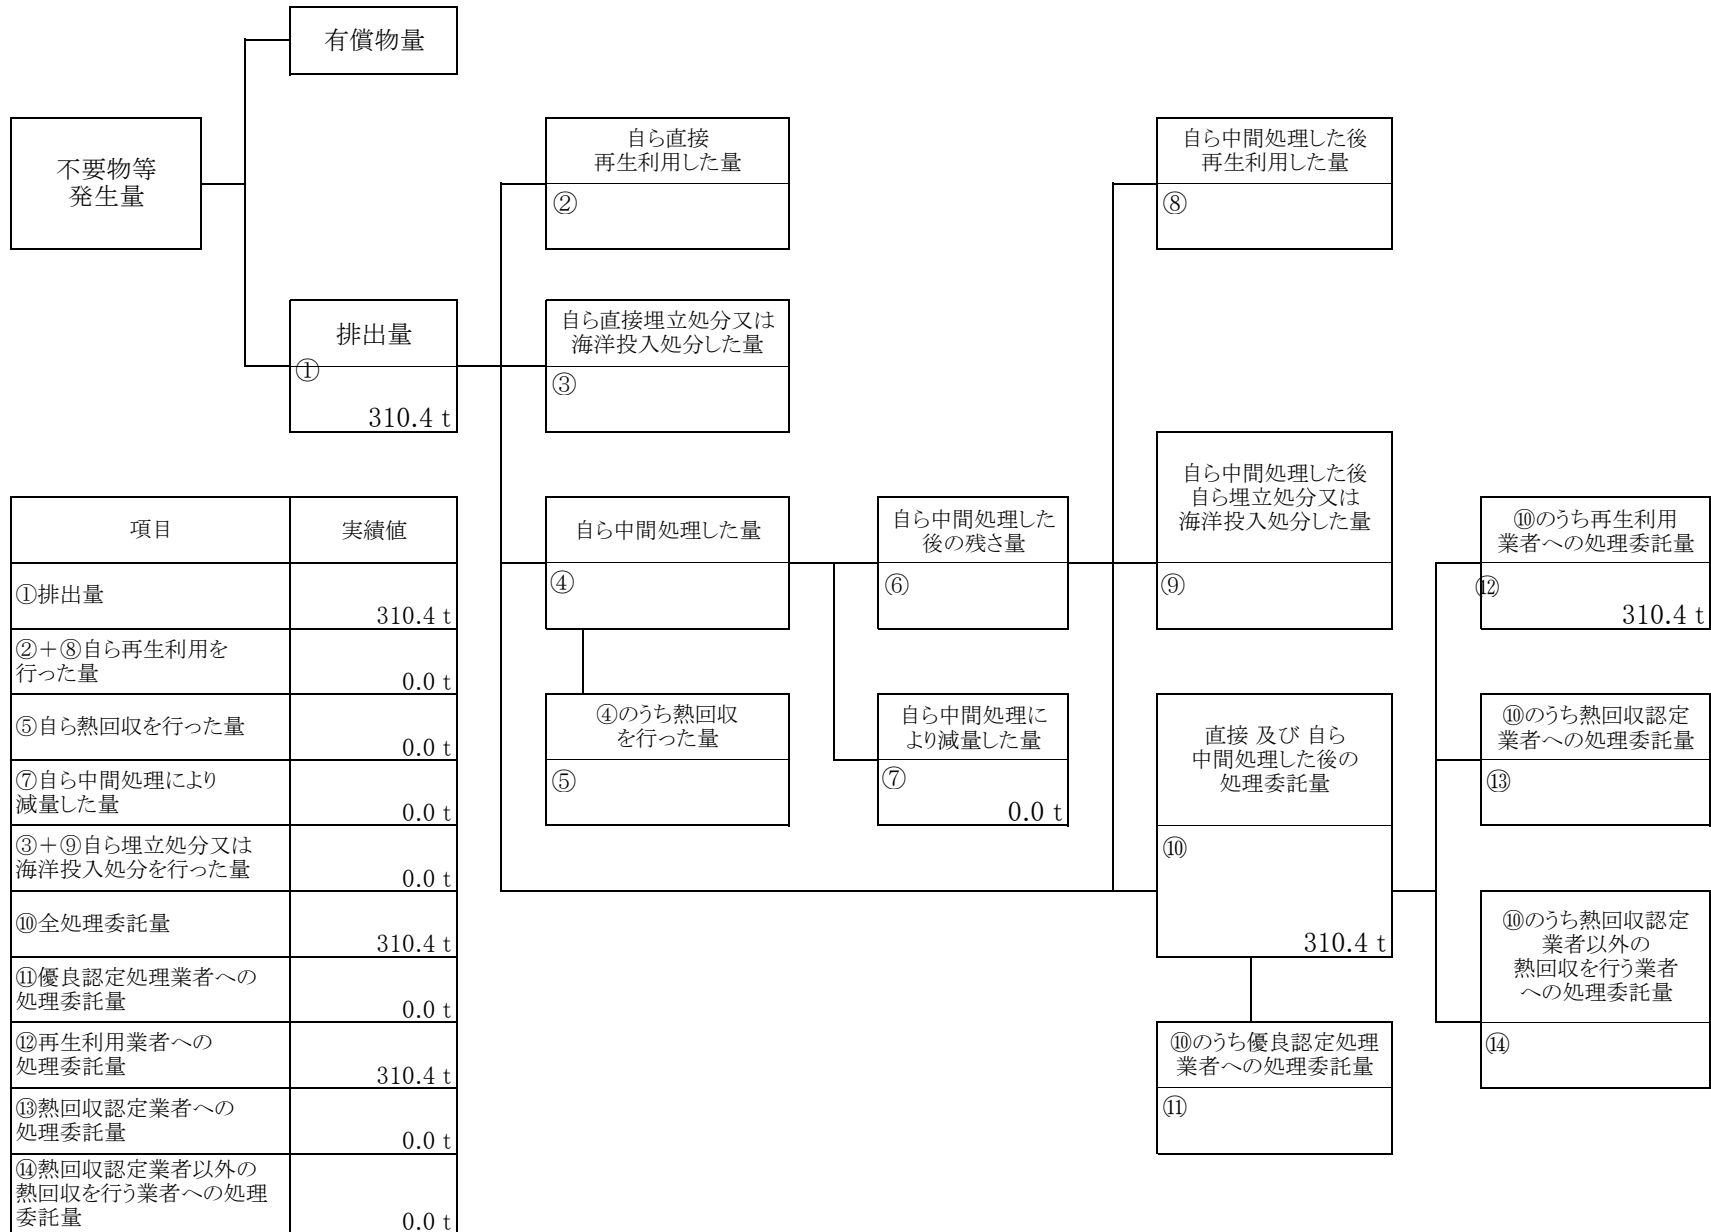 有償物量
不要物等
発生量
自ら直接
再生利用した量
②
自ら中間処理した後
再生利用した量
⑧
排出量
①
310.4 t
自ら直接埋立処分又は
海洋投入処分した量
③
自ら中間処理した量
④
自ら中間処理した
後の残さ量
⑥
自ら中間処理した後
自ら埋立処分又は
海洋投入処分した量
⑨
⑩のうち再生利用
業者への処理委託量
⑫
310.4 t
④のうち熱回収
を行った量
⑤
自ら中間処理に
より減量した量
⑦
0.0 t
直接 及び 自ら
中間処理した後の
処理委託量
⑩
310.4 t
⑩のうち熱回収認定
業者への処理委託量
⑬
⑩のうち熱回収認定
業者以外の
熱回収を行う業者
への処理委託量
⑭
⑩のうち優良認定処理
業者への処理委託量
⑪
項目
実績値
①排出量
310.4 t
②＋⑧自ら再生利用を
行った量
0.0 t
⑤自ら熱回収を行った量
0.0 t
⑦自ら中間処理により
減量した量
0.0 t
③＋⑨自ら埋立処分又は
海洋投入処分を行った量
0.0 t
⑩全処理委託量
310.4 t
⑪優良認定処理業者への
処理委託量
0.0 t
⑫再生利用業者への
処理委託量
310.4 t
⑬熱回収認定業者への
処理委託量
0.0 t
⑭熱回収認定業者以外の
熱回収を行う業者への処理
委託量
0.0 t